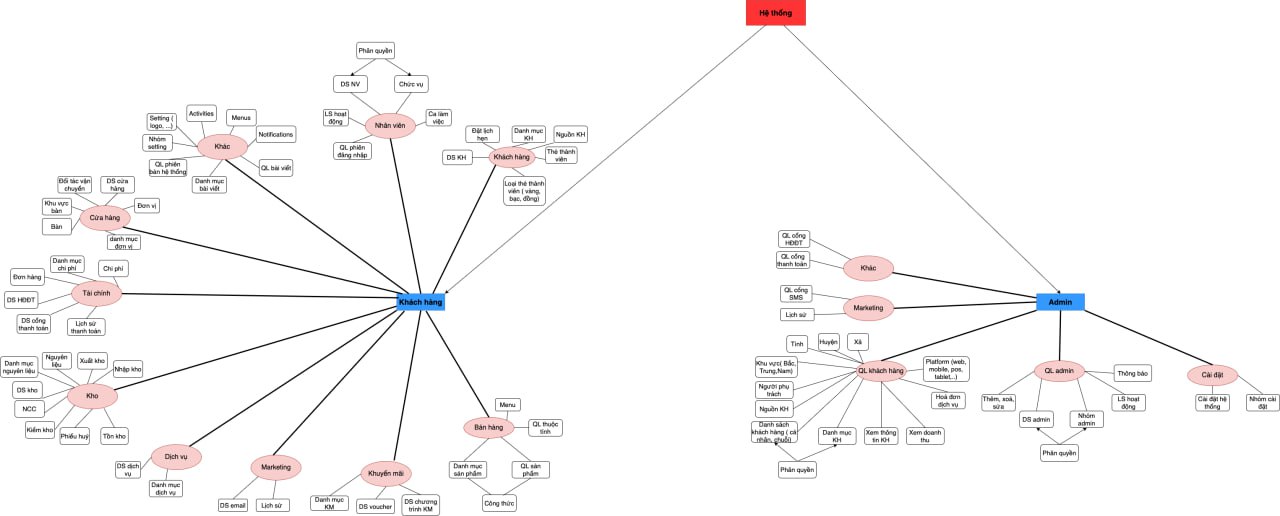 Hệ thống
Phân quyền
DS NV
Chức vụ
LS hoạt
động
Nhân viên
Ca làm
việc
QL phiên
đăng nhập
Setting (
logo, ...)
Activities
Menus
Nhóm
setting
Khác
Notifications
QL phiên
bản hệ thống
Danh mục
bài viết
QL bài viết
Đặt lịch
hẹn
Danh mục
KH
Nguồn KH
DS KH
Khách hàng
Thẻ thành
viên
Loại thẻ thành
viên ( vàng,
bạc, đồng)
Đối tác vận
chuyển
DS cửa
hàng
Khu vực
bàn
Đơn vị
Bàn
Cửa hàng
danh mục
đơn vị
Danh mục
chi phí
Chi phí
Đơn hàng
Tài chính
DS HĐĐT
DS cổng
thanh toán
Lịch sử
thanh toán
Khách hàng
Danh mục
nguyên liệu
Nguyên
liệu
Xuất kho
Nhập kho
DS kho
Kho
NCC
Kiểm kho
Phiếu huỷ
Tồn kho
Dịch vụ
DS dịch
vụ
Danh mục
dịch vụ
Marketing
DS email
Lịch sử
Khuyến mãi
Danh mục
KM
DS voucher
DS chương
trình KM
Menu
Bán hàng
QL thuộc
tính
Danh mục
sản phẩm
QL sản
phẩm
Công thức
QL cổng
HĐĐT
QL cổng
thanh toán
Khác
QL cổng
SMS
Marketing
Lịch sử
Admin
Tỉnh
Huyện
Xã
Khu vực( Bắc,
Trung,Nam)
QL khách hàng
Platform (web,
mobile, pos,
tablet,..)
Người phụ
trách
Hoá đơn
dịch vụ
Nguồn KH
Danh sách
khách hàng ( cá
nhân, chuỗi)
Danh mục
KH
Xem thông
tin KH
Xem doanh
thu
Phân quyền
QL admin
Thông báo
Thêm, xoá,
sửa
LS hoạt
động
DS admin
Nhóm
admin
Phân quyền
Cài đặt
Cài đặt hệ
thống
Nhóm cài
đặt